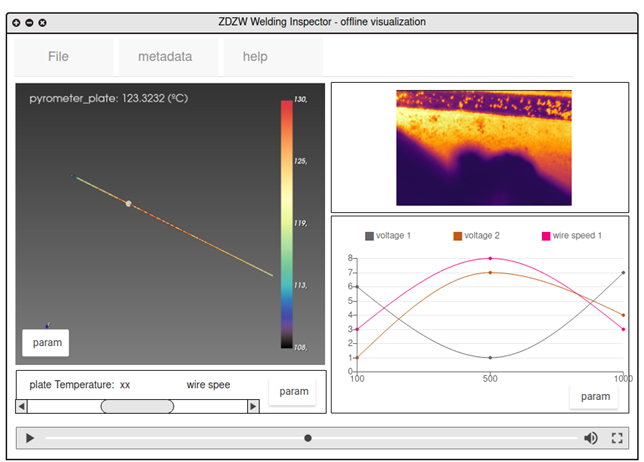 ZDZW Welding Inspector - offline visualization
File
metadata
help
pyrometer_plate: 123.3232 (ºC)
130,
125,
119,
113,
108,
param
voltage 1
voltage 2
wire speed 1
8
7
6
5
4
3
2
1
0
100
500
1000
param
plate Temperature: xx
wire spee
param